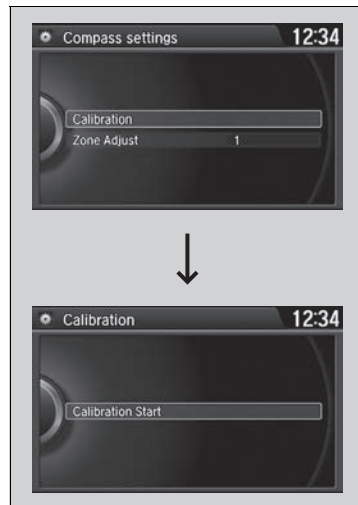 Compass settings 12:34
Calibration
Zone Adjust 1
Calibration 12:34
Calibration Start